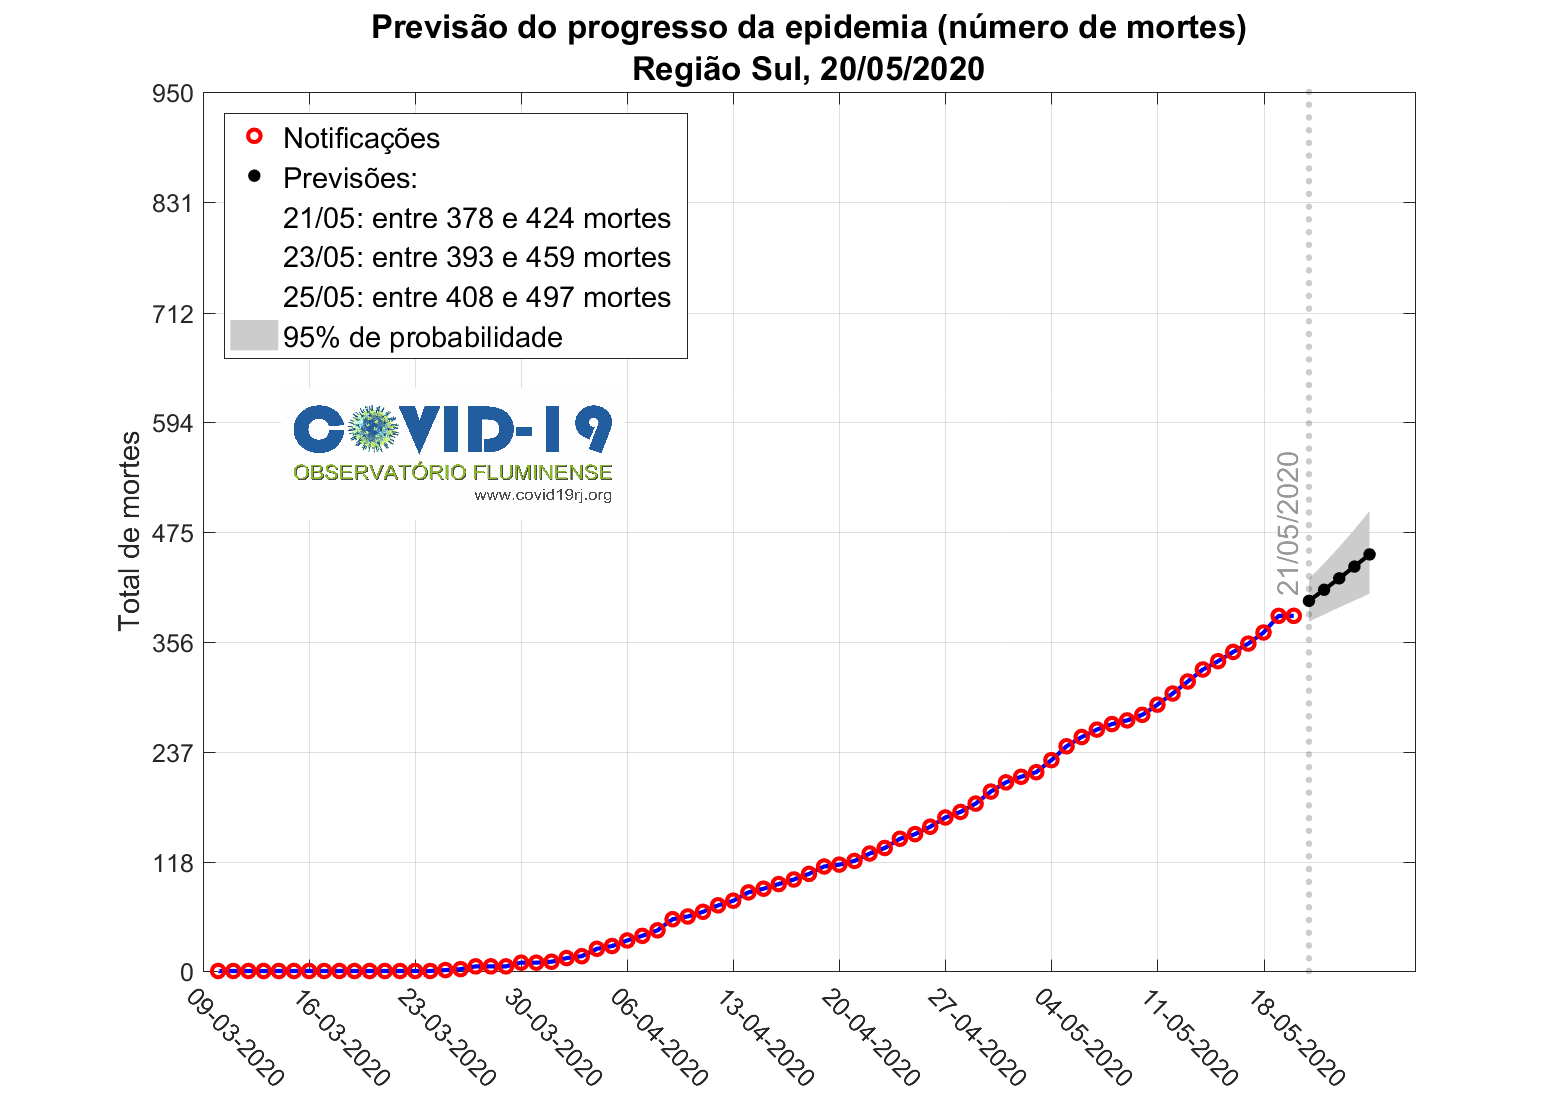 Previsão do progresso da epidemia (número de mortes)
Região Sul, 20/05/2020
950
831
712
594
475
356
237
118
0
Total de mortes
Notificações
Previsões:
21/05: entre 378 e 424 mortes
23/05: entre 393 e 459 mortes
25/05: entre 408 e 497 mortes
95% de probabilidade
COVID-19
OBSERVATÓRIO FLUMINENSE
www.covid19rj.org
21/05/2020
09-03-2020
16-03-2020
23-03-2020
30-03-2020
06-04-2020
13-04-2020
20-04-2020
27-04-2020
04-05-2020
11-05-2020
18-05-2020